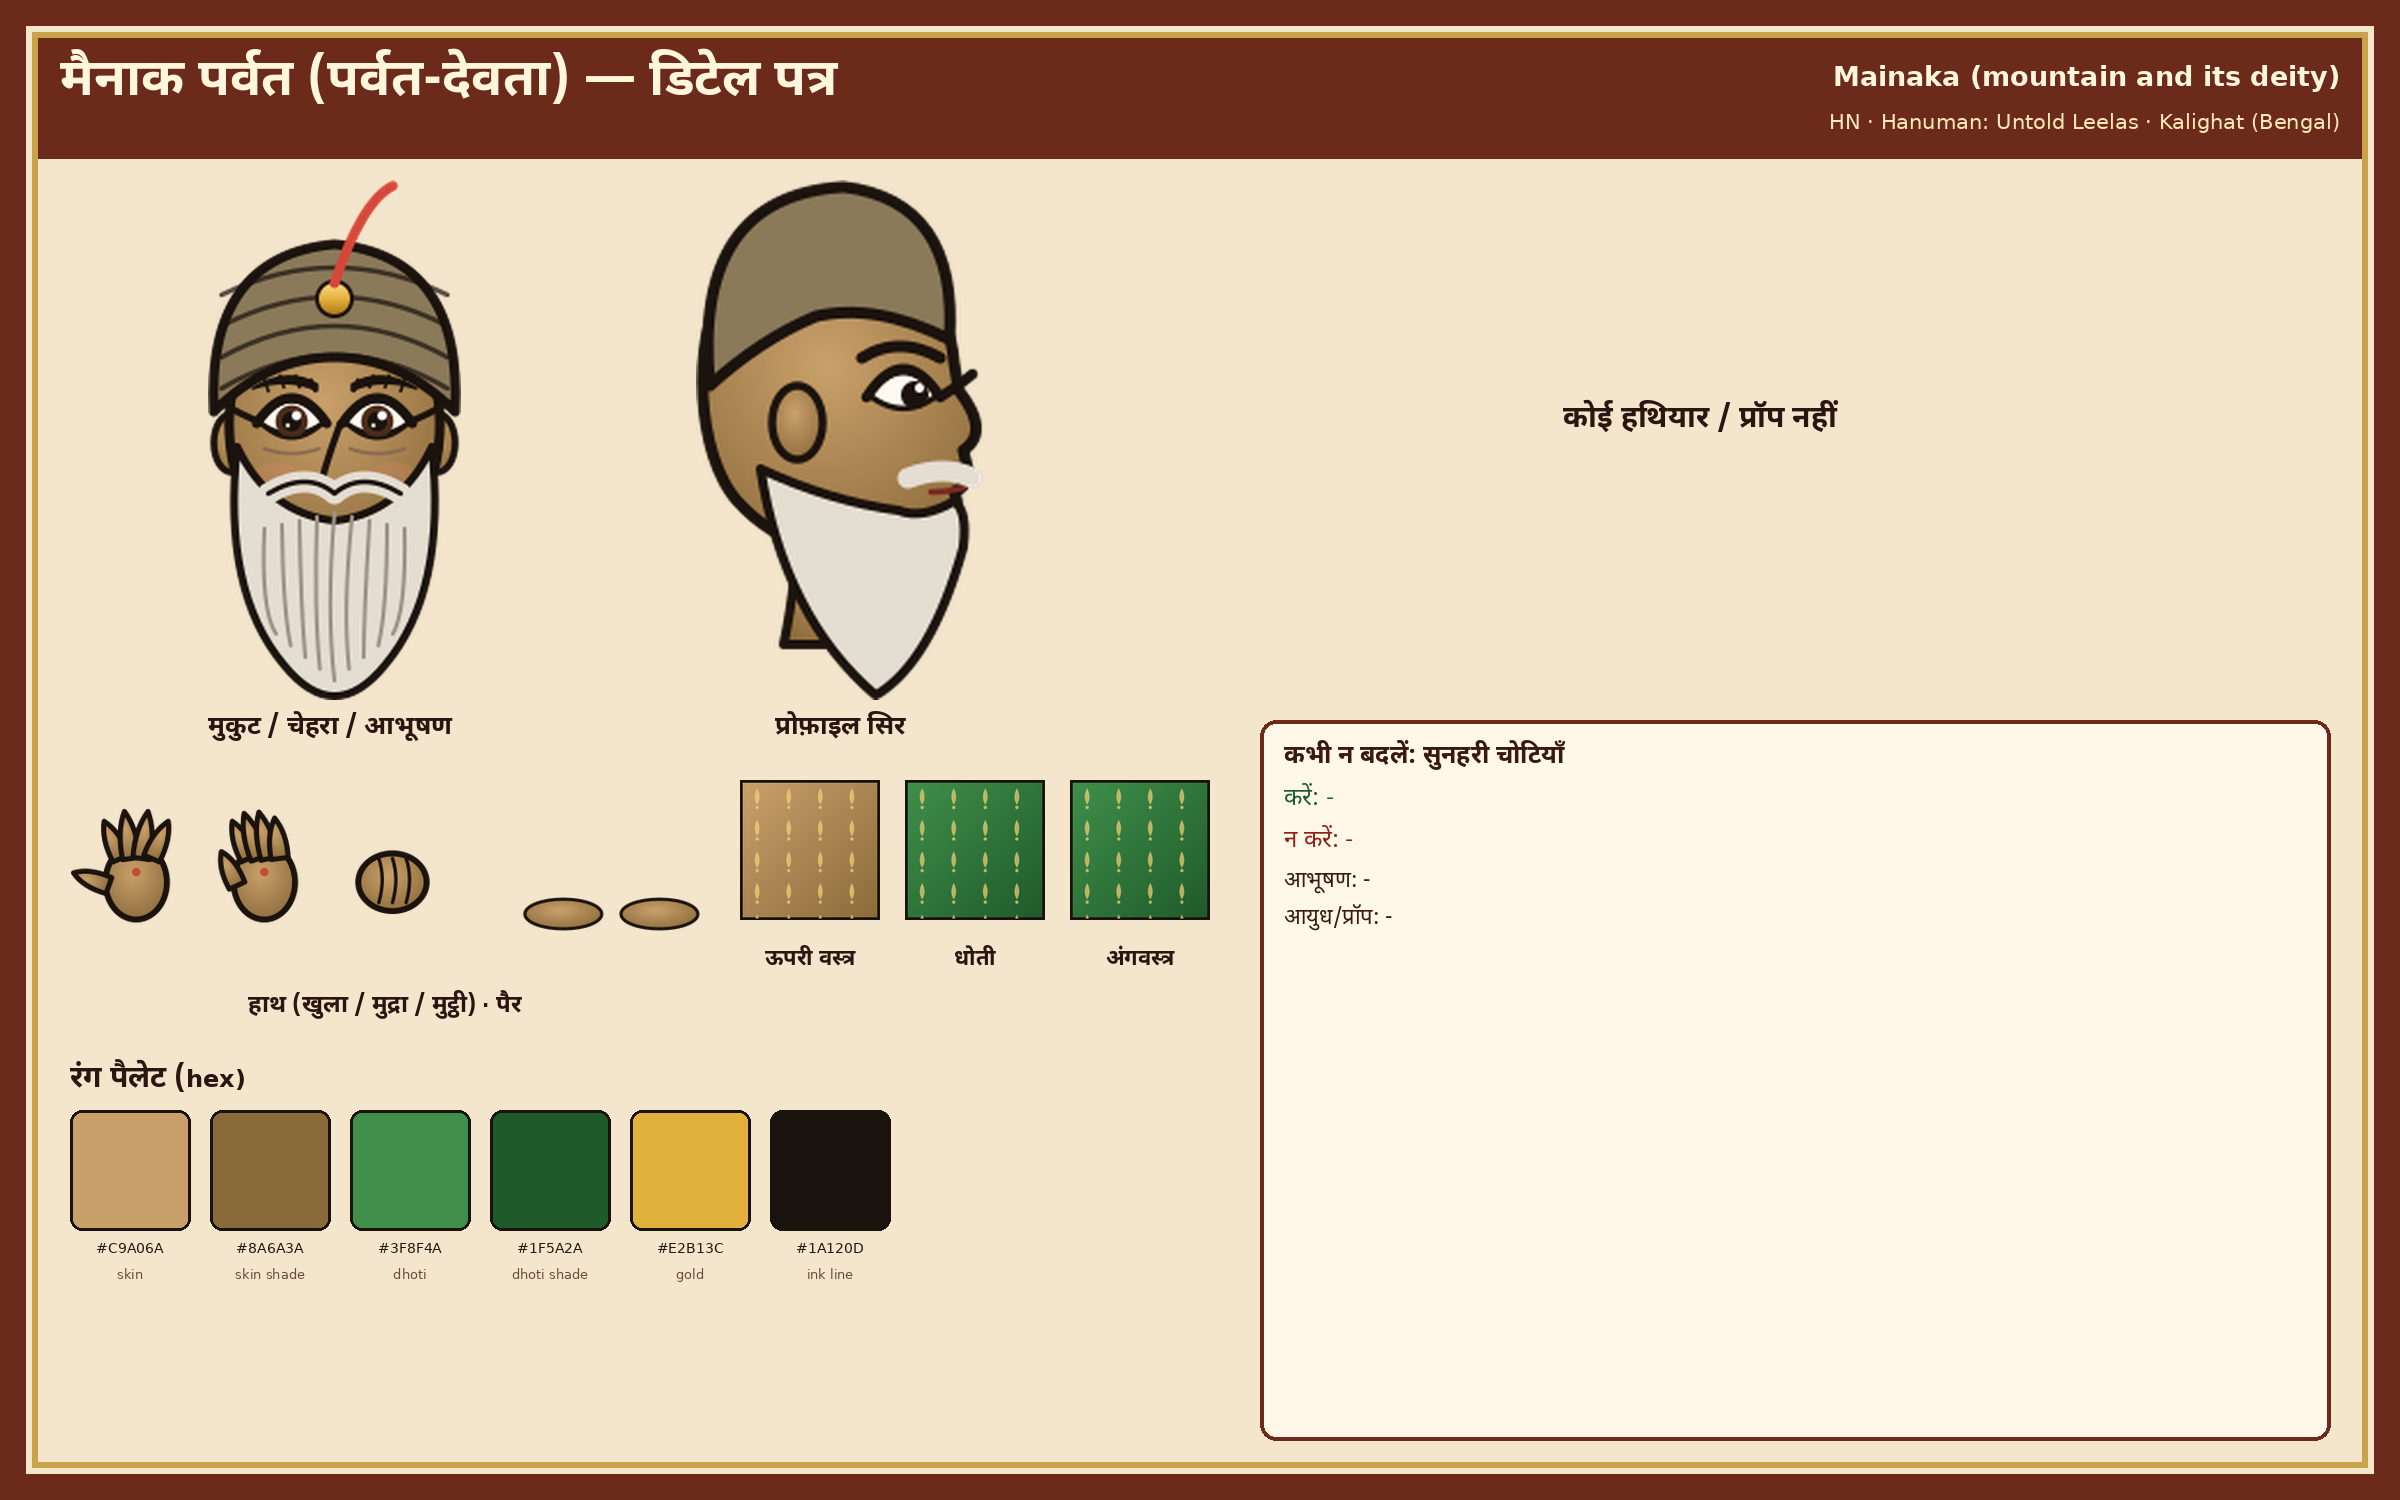 मैनाक पर्वत (पर्वत-देवता) — डिटेल पत्र
Mainaka (mountain and its deity)
HN · Hanuman: Untold Leelas · Kalighat (Bengal)
कोई हथियार / प्रॉप नहीं
मुकुट / चेहरा / आभूषण
प्रोफ़ाइल सिर
कभी न बदलें: सुनहरी चोटियाँ
करें: -
न करें: -
आभूषण: -
आयुध/प्रॉप: -
ऊपरी वस्त्र
धोती
अंगवस्त्र
हाथ (खुला / मुद्रा / मुट्ठी) · पैर
रंग पैलेट (hex)
#C9A06A
#8A6A3A
#3F8F4A
#1F5A2A
#E2B13C
#1A120D
skin
skin shade
dhoti
dhoti shade
gold
ink line